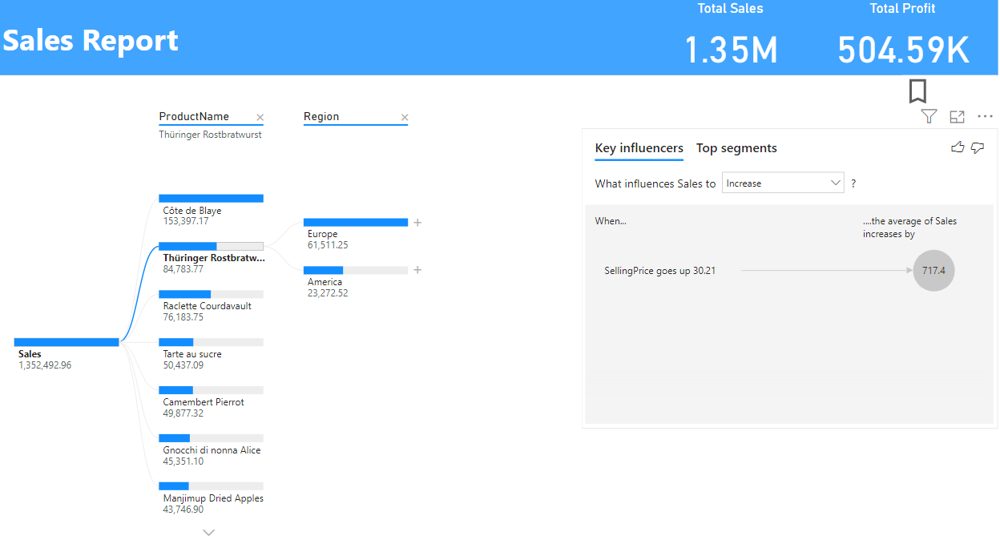 Total Sales
Total Profit
Sales Report
1.35M
504.59K
ProductName
Region
Thüringer Rostbratwurst
Côte de Blaye
153,397.17
Thüringer Rostbratw...
84,783.77
Raclette Courdavault
76,183.75
Tarte au sucre
50,437.09
Camembert Pierrot
49,877.32
Gnocchi di nonna Alice
45,351.10
Manjimup Dried Apples
43,746.90
Sales
1,352,492.96
Europe
61,511.25
America
23,272.52
Key influencers
Top segments
What influences Sales to
Increase
?
When...
....the average of Sales
increases by
SellingPrice goes up 30.21
717.4